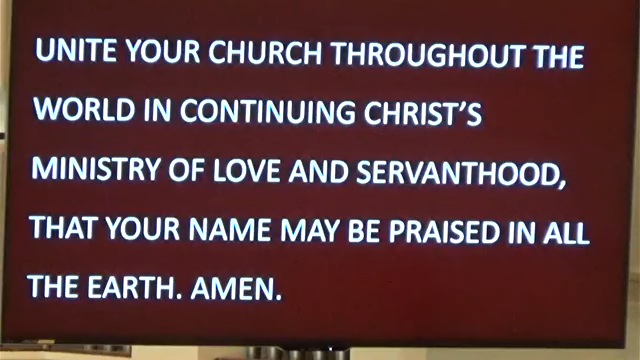 UNITE YOUR CHURCH THROUGHOUT THE
WORLD IN CONTINUING CHRIST'S
MINISTRY OF LOVE AND SERVANTHOOD,
THAT YOUR NAME MAY BE PRAISED IN ALL
THE EARTH. AMEN.